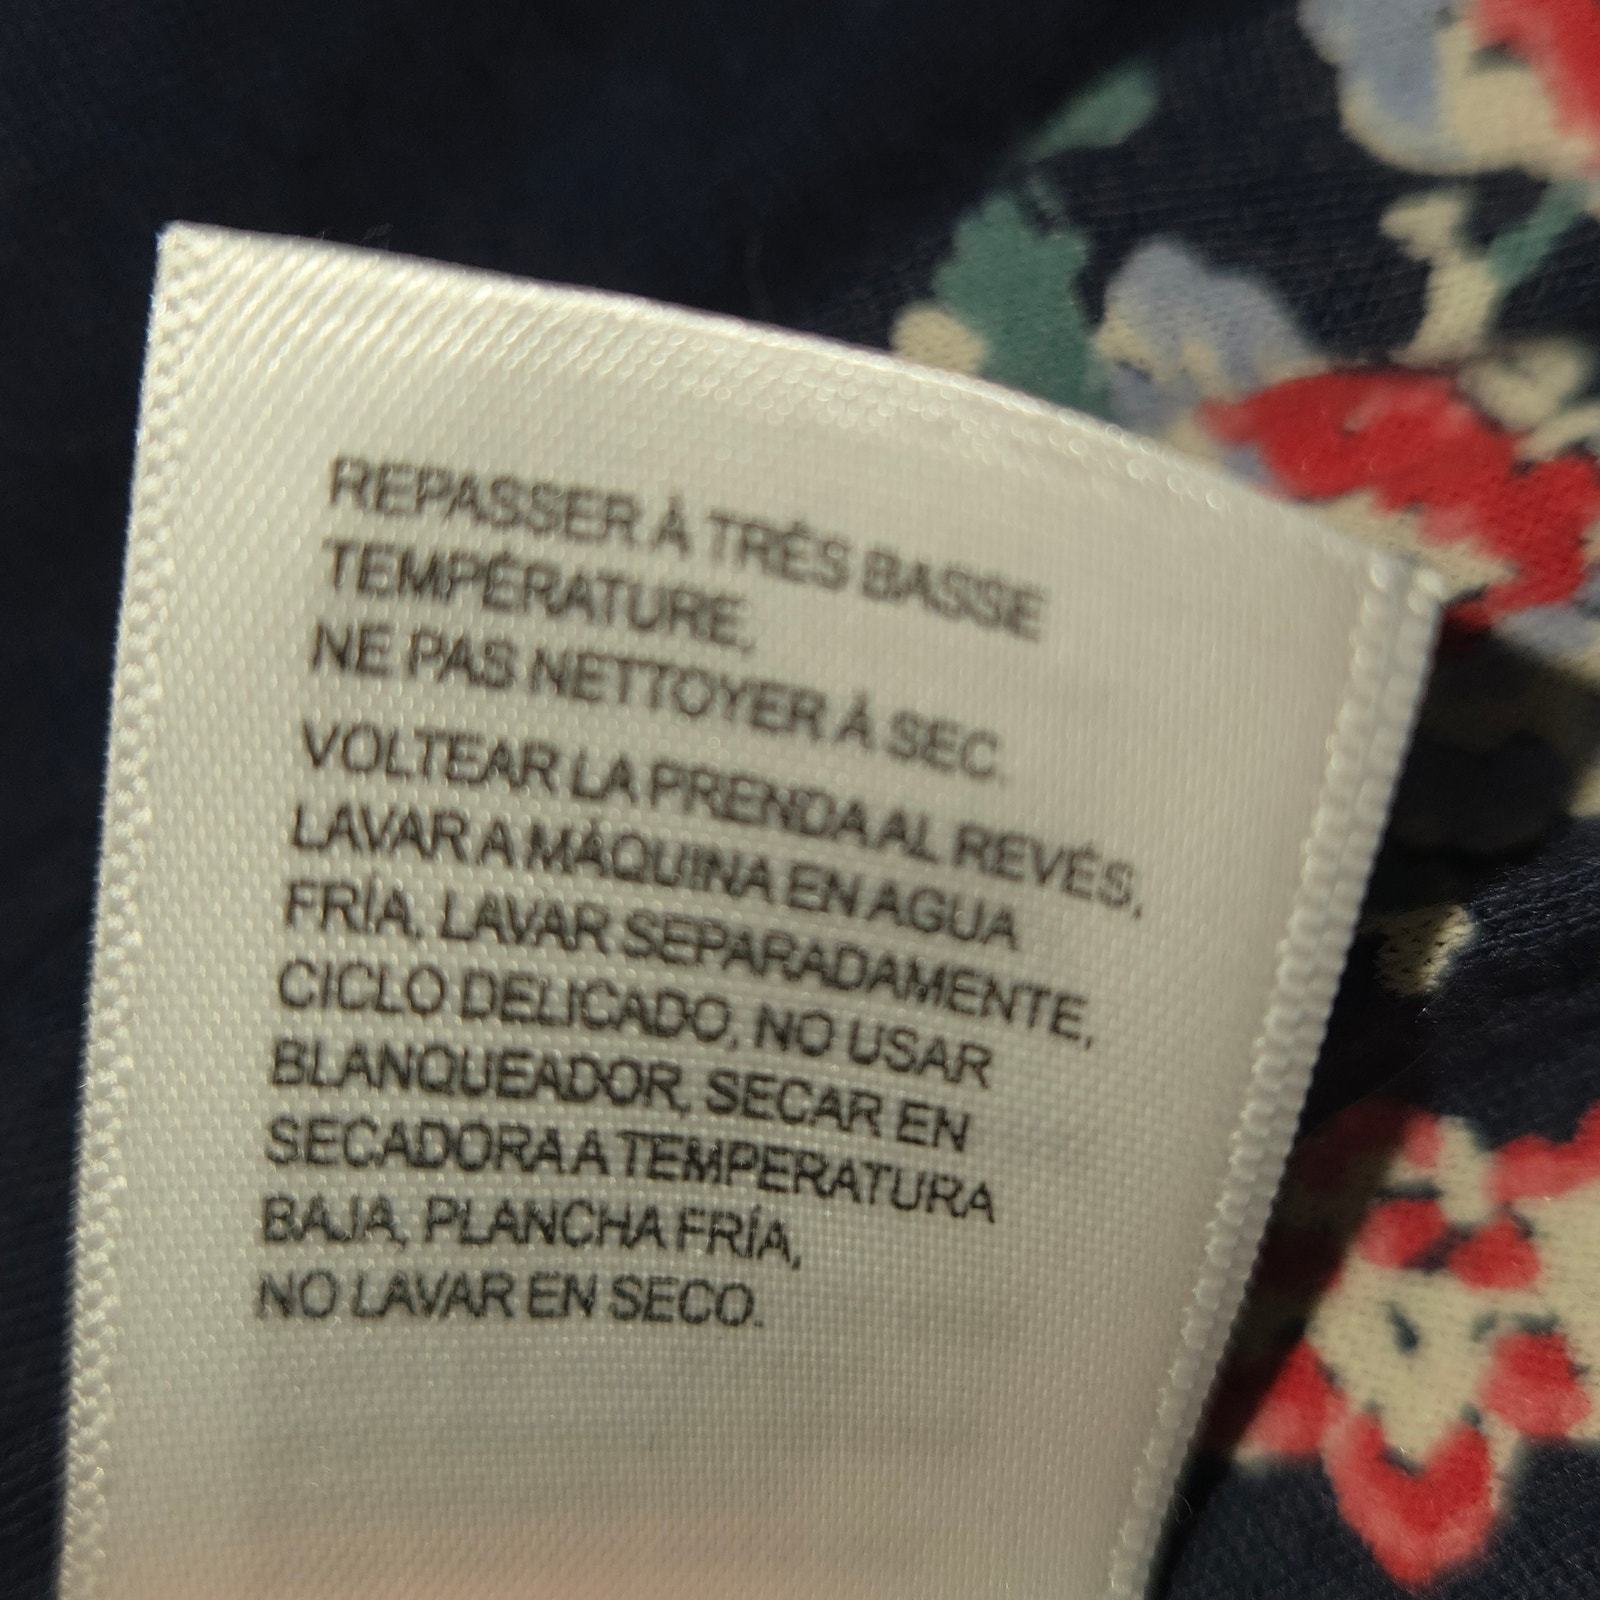 REPASSER À TRÉS BASSE
TEMPÉRATURE,
NE PAS NETTOYER À SEC.
VOLTEAR LA PRENDA AL REVÉS,
LAVAR A MÁQUINA EN AGUA
FRÍA. LAVAR SEPARADAMENTE,
CICLO DELICADO, NO USAR
BLANQUEADOR, SECAR EN
SECADORA A TEMPERATURA
BAJA, PLANCHA FRÍA,
NO LAVAR EN SECO.